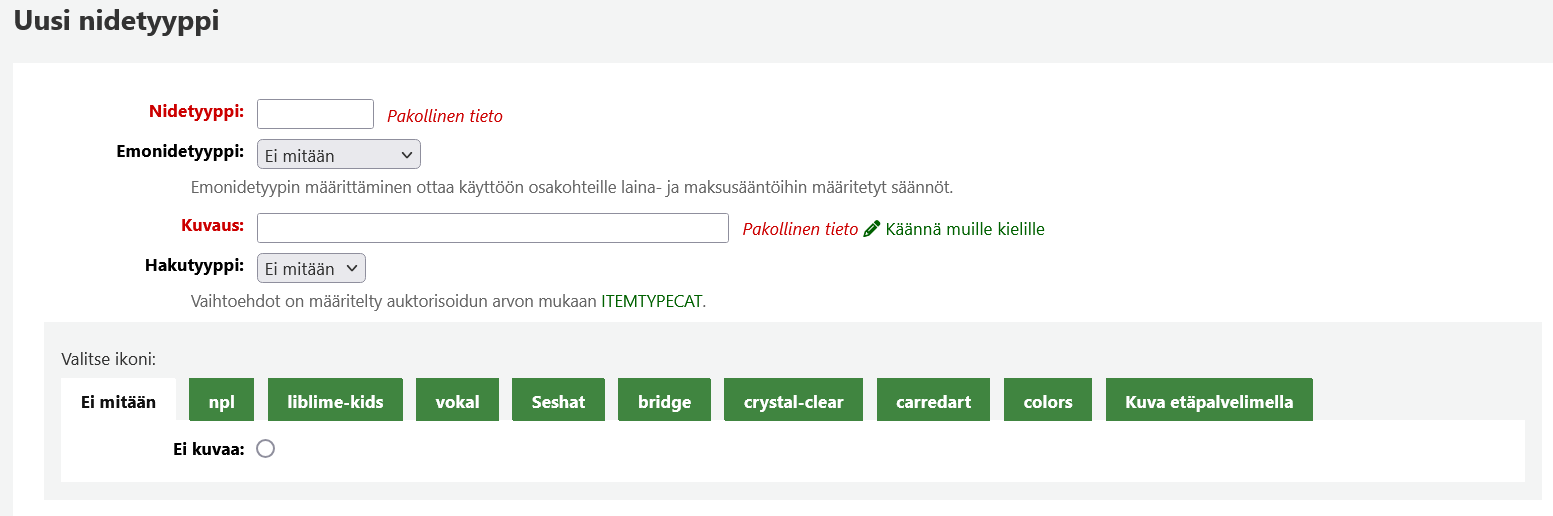 Uusi nidetyyppi
Nidetyyppi: Pakollinen tieto
Emonidetyyppi: Ei mitään
Emonidetyypin määrittäminen ottaa käyttöön osakohteille laina- ja maksusääntöihin määritetyt säännöt.
Kuvaus: Pakollinen tieto Käännä muille kielille
Hakutyyppi: Ei mitään
Vaihtoehdot on määritelty auktorisoidun arvon mukaan ITEMTYPECAT.
Valitse ikoni:
Ei mitään npl liblime-kids vokal Seshat bridge crystal-clear carredart colors Kuva etäpalvelimella
Ei kuvaa: